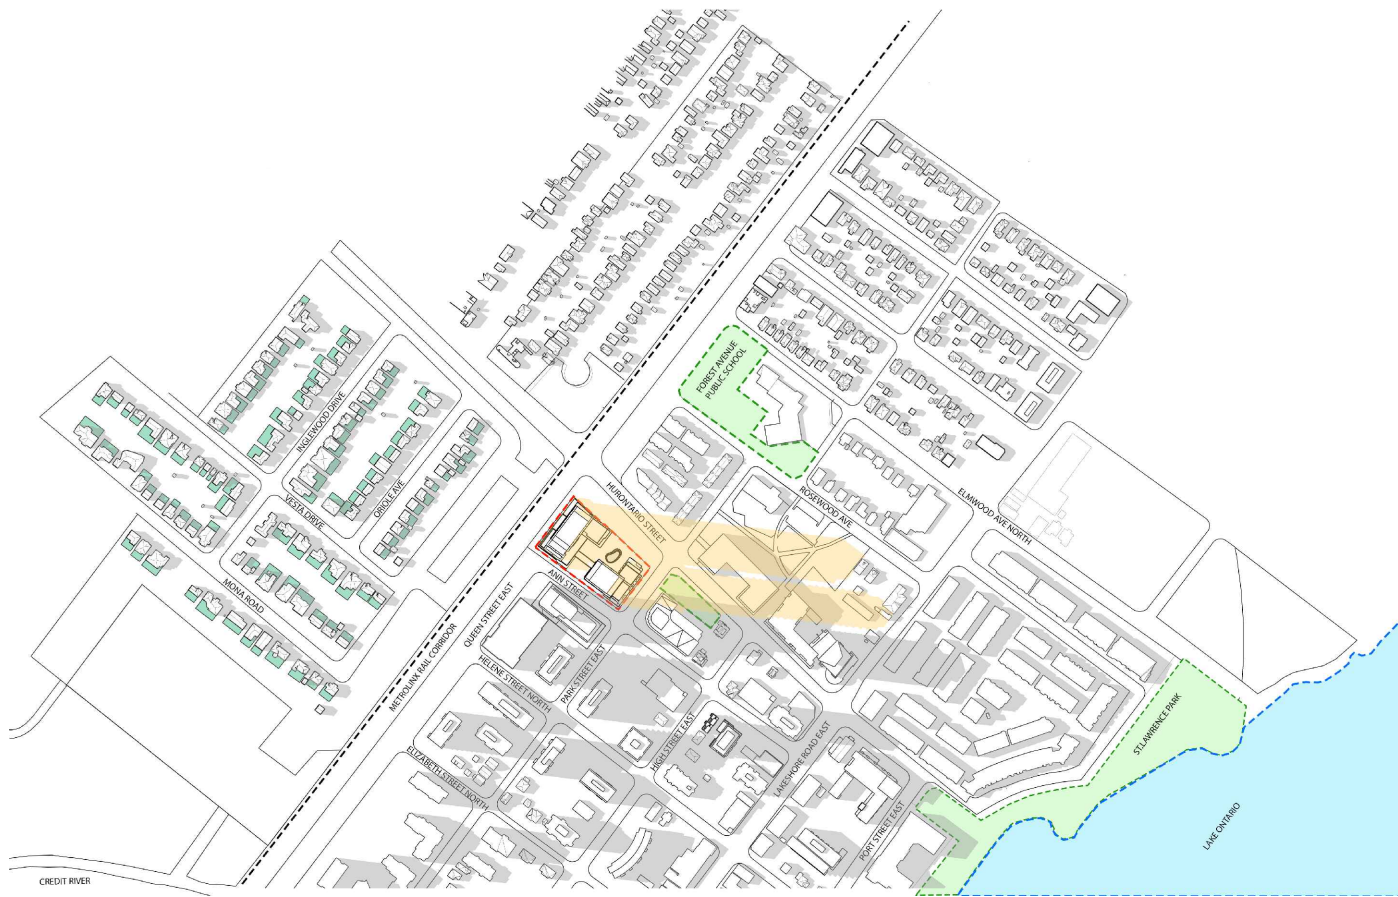 FOREST AVENUE
PUBLIC SCHOOL
INGLEWOOD DRIVE
ORIOLE AVE
VESTA DRIVE
MONA ROAD
HURONTARIO STREET
ROSEWOOD AVE
ELMWOOD AVE NORTH
ANN STREET
QUEEN STREET EAST
METROLINX RAIL CORRIDOR
HELENE STREET NORTH
PARK STREET EAST
HIGH STREET EAST
ELIZABETH STREET NORTH
LAKESHORE ROAD EAST
PORT STREET EAST
ST.LAWRENCE PARK
LAKE ONTARIO
CREDIT RIVER